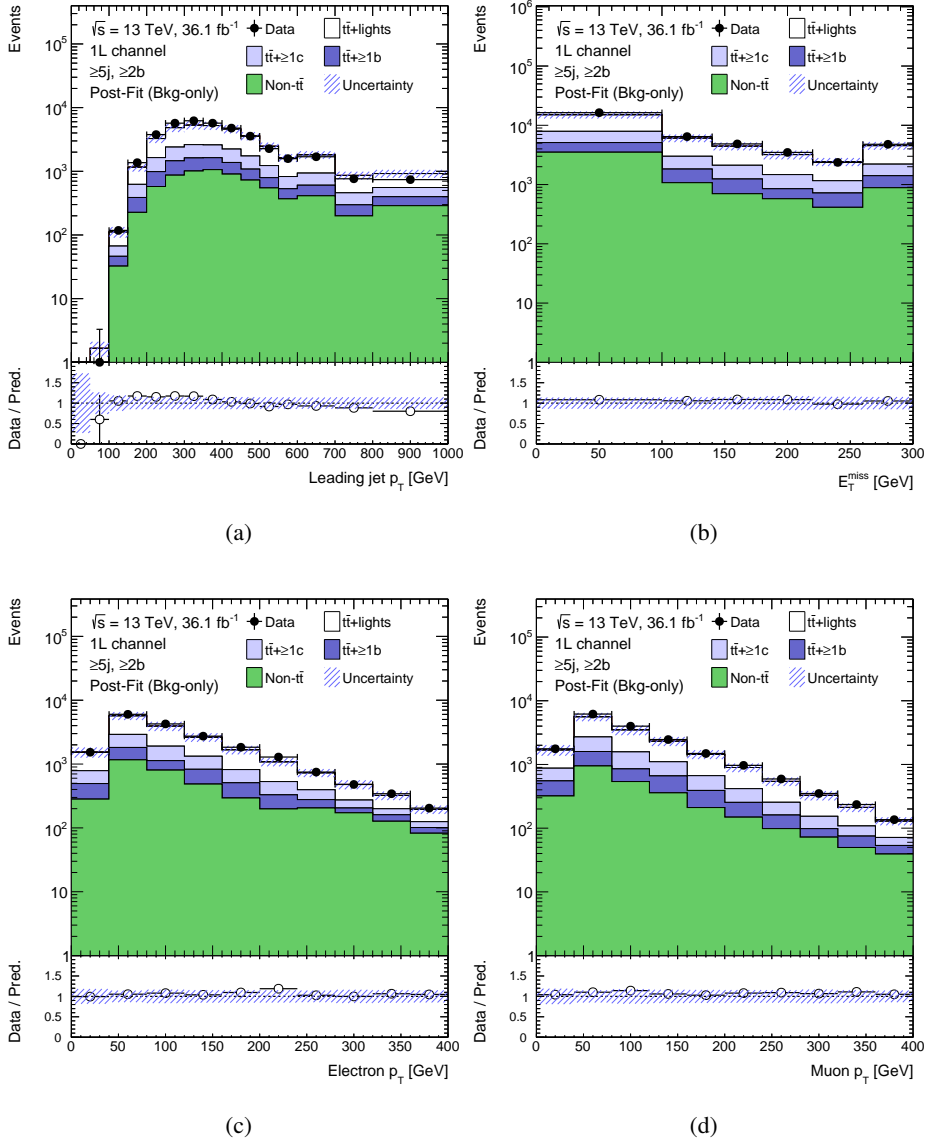 Events
10⁵
10⁴
10³
10²
10
1
√s = 13 TeV, 36.1 fb⁻¹
1L channel
≥5j, ≥2b
Post-Fit (Bkg-only)
Data
tt̄+lights
tt̄+≥1c
tt̄+≥1b
Non-tt̄
Uncertainty
Data / Pred.
1.5
1
0.5
0
0 100 200 300 400 500 600 700 800 900 1000
Leading jet p_T [GeV]
(a)
Events
10⁶
10⁵
10⁴
10³
10²
10
1
√s = 13 TeV, 36.1 fb⁻¹
1L channel
≥5j, ≥2b
Post-Fit (Bkg-only)
Data
tt̄+lights
tt̄+≥1c
tt̄+≥1b
Non-tt̄
Uncertainty
Data / Pred.
1.5
1
0.5
0
0 50 100 150 200 250 300
E_T^miss [GeV]
(b)
Events
10⁵
10⁴
10³
10²
10
1
√s = 13 TeV, 36.1 fb⁻¹
1L channel
≥5j, ≥2b
Post-Fit (Bkg-only)
Data
tt̄+lights
tt̄+≥1c
tt̄+≥1b
Non-tt̄
Uncertainty
Data / Pred.
1.5
1
0.5
0
0 50 100 150 200 250 300 350 400
Electron p_T [GeV]
(c)
Events
10⁵
10⁴
10³
10²
10
1
√s = 13 TeV, 36.1 fb⁻¹
1L channel
≥5j, ≥2b
Post-Fit (Bkg-only)
Data
tt̄+lights
tt̄+≥1c
tt̄+≥1b
Non-tt̄
Uncertainty
Data / Pred.
1.5
1
0.5
0
0 50 100 150 200 250 300 350 400
Muon p_T [GeV]
(d)